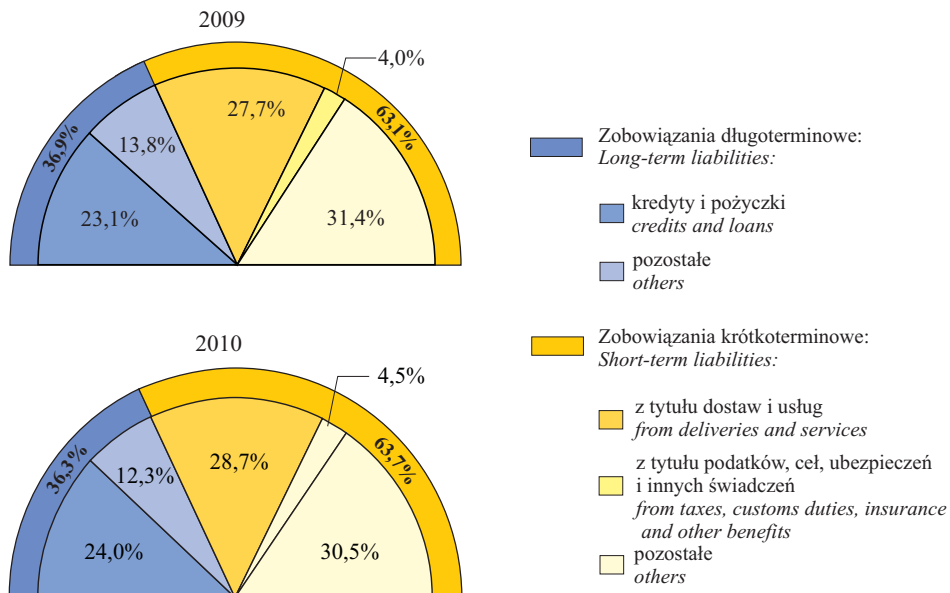 2009
4,0%
27,7%
63,1%
36,9%
13,8%
23,1%
31,4%
2010
4,5%
28,7%
63,7%
36,3%
12,3%
24,0%
30,5%
Zobowiązania długoterminowe:
Long-term liabilities:
kredyty i pożyczki
credits and loans
pozostałe
others
Zobowiązania krótkoterminowe:
Short-term liabilities:
z tytułu dostaw i usług
from deliveries and services
z tytułu podatków, ceł, ubezpieczeń
i innych świadczeń
from taxes, customs duties, insurance
and other benefits
pozostałe
others